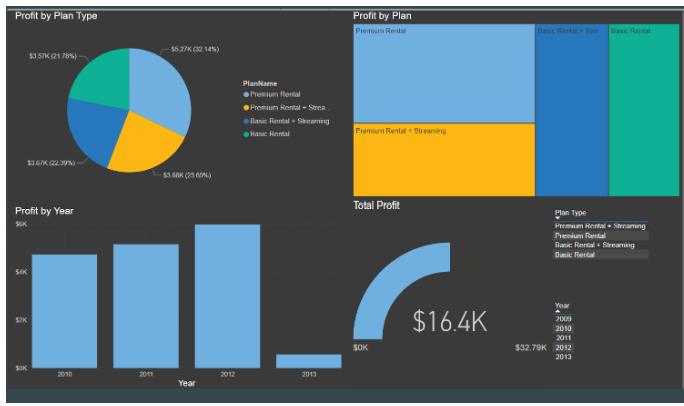 Profit by Plan Type
$5.27K (32.14%)
$3.57K (21.78%)
$3.67K (22.39%)
$3.88K (23.69%)
PlanName
Premium Rental
Premium Rental + Strea...
Basic Rental + Streaming
Basic Rental
Profit by Plan
Premium Rental
Basic Rental + Stre...
Basic Rental
Premium Rental + Streaming
Profit by Year
$6K
$4K
$2K
$0K
2010
2011
2012
2013
Year
Total Profit
$16.4K
$0K
$32.79K
Plan Type
Premium Rental + Streaming
Premium Rental
Basic Rental + Streaming
Basic Rental
Year
2009
2010
2011
2012
2013